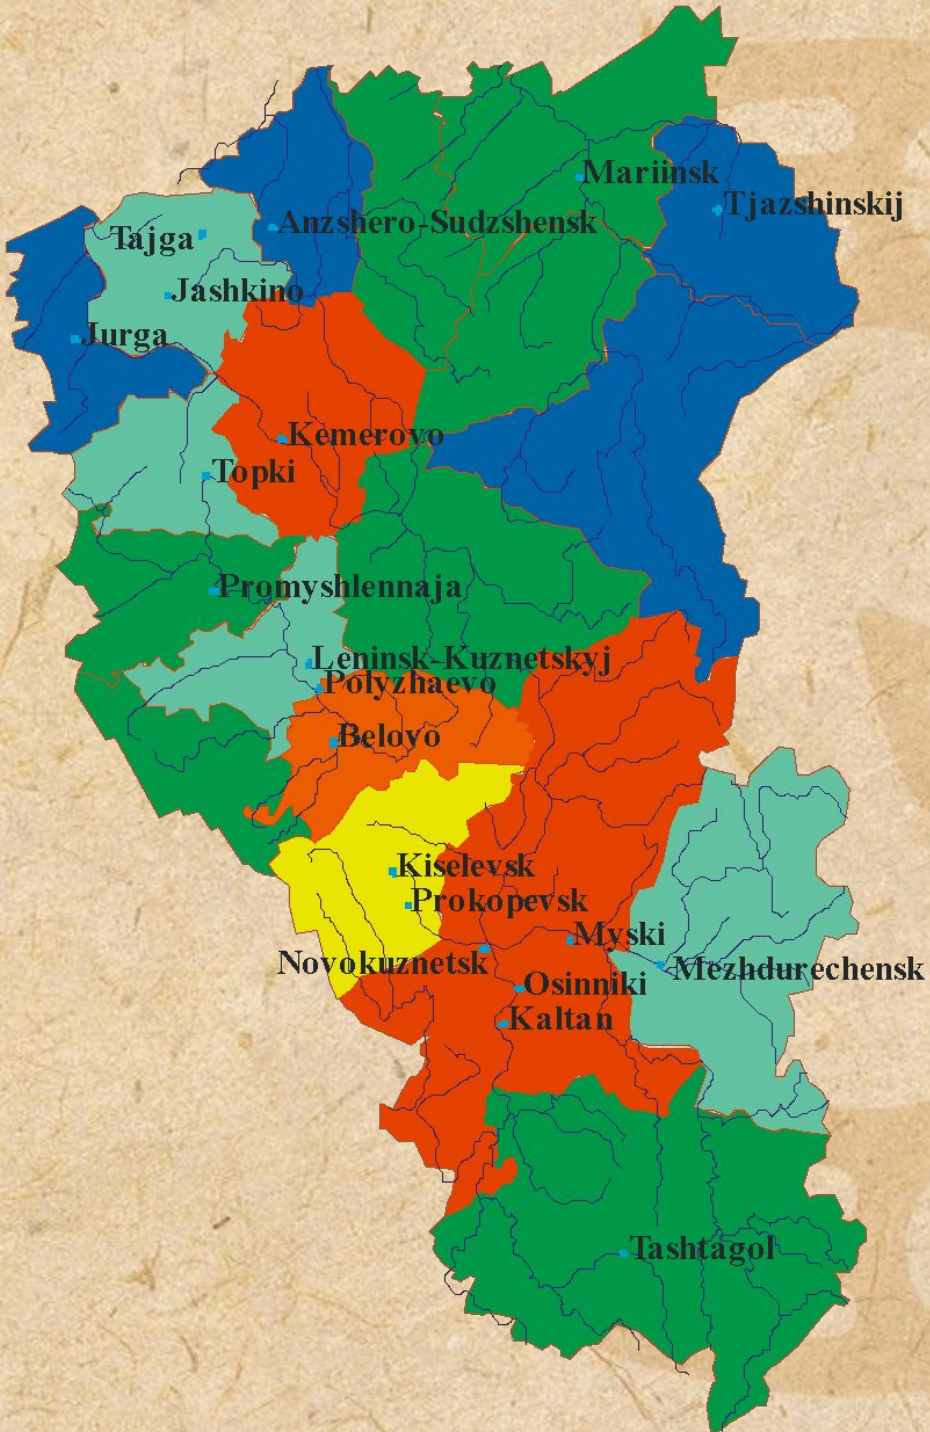 Mariinsk
Tjazshinskij
Anzshero-Sudzshensk
Tajga
Jashkino
Jurga
Kemerovo
Topki
Promyshlennaja
Leninsk-Kuznetskyj
Polyzhaevo
Belovo
Kiselevsk
Prokopevsk
Myski
Novokuznetsk
Mezhdurechensk
Osinniki
Kaltan
Tashtagol